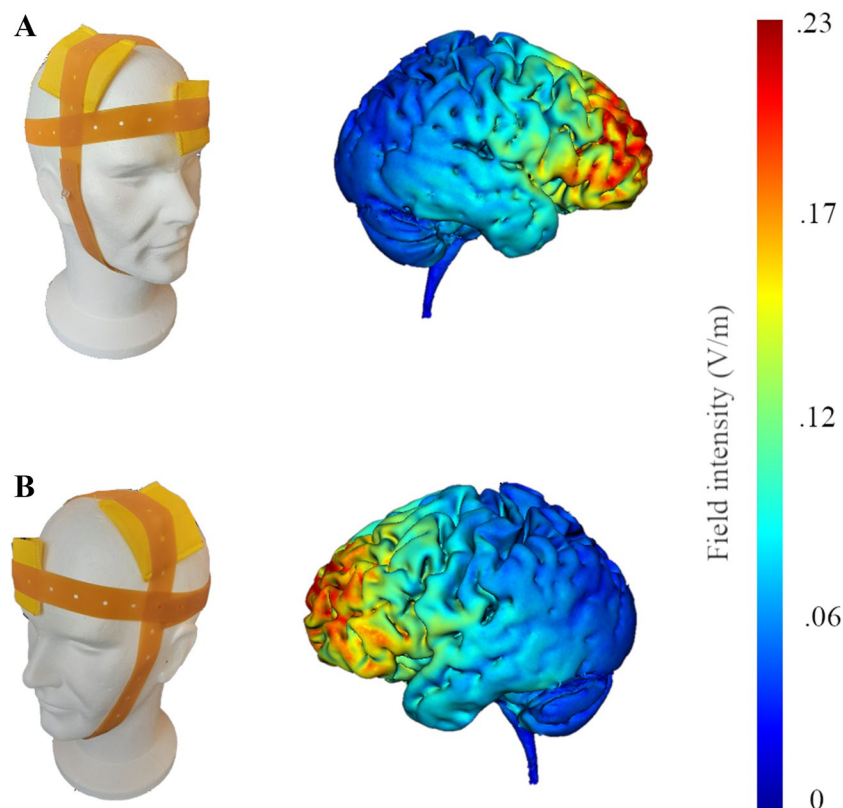 A
B
Field intensity (V/m)
.23
.17
.12
.06
0